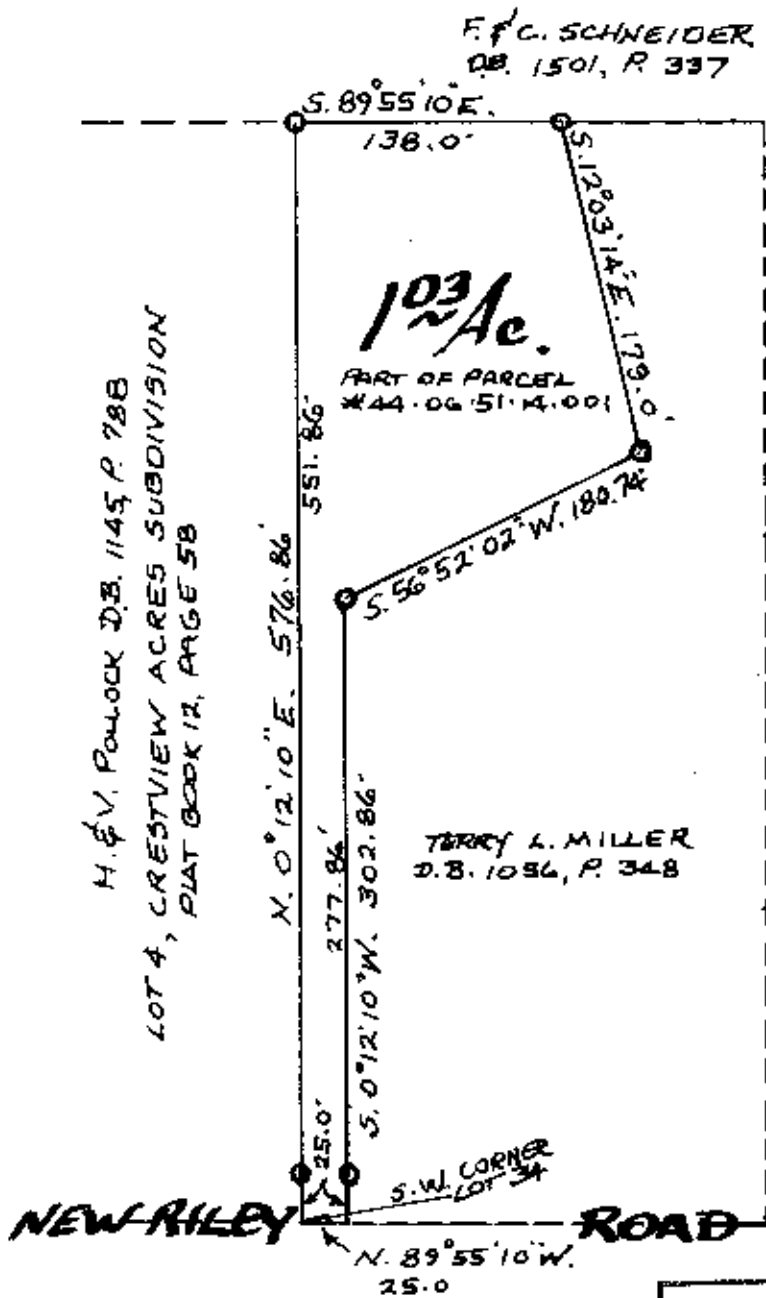 F. & C. SCHNEIDER
D.B. 1501, P. 337
S. 89°55'10"E.
138.0'
S. 12°03'14"E. 179.0'
1 03 Ac.
PART OF PARCEL
#44.06.51.14.001
551.86'
N. 0°12'10"E. 576.86'
H. & V. POLLOCK D.B. 1145, P. 788
LOT 4, CRESTVIEW ACRES SUBDIVISION
PLAT BOOK 12, PAGE 58
S. 56°52'02"W. 180.74'
277.86'
S. 0°12'10"W. 302.86'
TERRY L. MILLER
D.B. 1036, P. 348
25.0'
S.W. CORNER
LOT 34
NEW RILEY ROAD
N. 89°55'10"W.
25.0